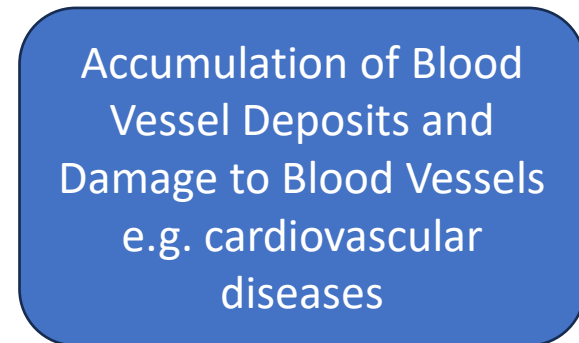 Accumulation of Blood
Vessel Deposits and
Damage to Blood Vessels
e.g. cardiovascular
diseases